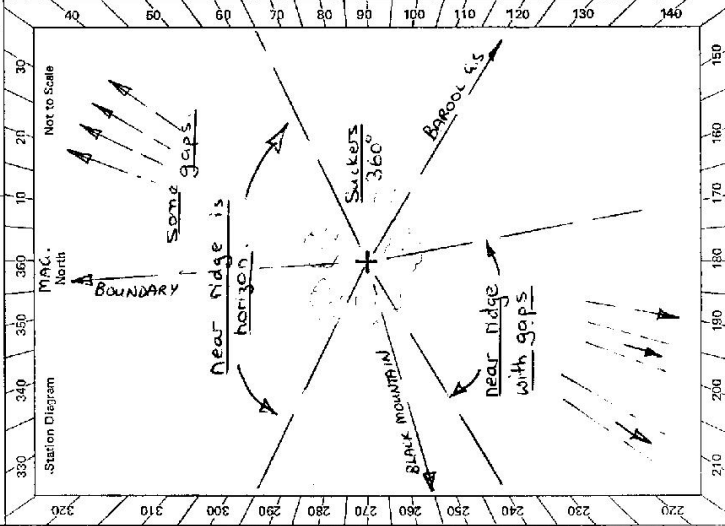 40 50 60 70 80 90 100 110 120 130 140
30
20
10
360
350
340
330
Not to Scale
Some gaps.
MAG.
North
BOUNDARY
near ridge is
horizon.
Station Diagram
Suckers
360°
BAROOL G.S
BLACK MOUNTAIN
near ridge
with gaps
150
160
170
180
190
200
210
320 310 300 290 280 270 260 250 240 230 220